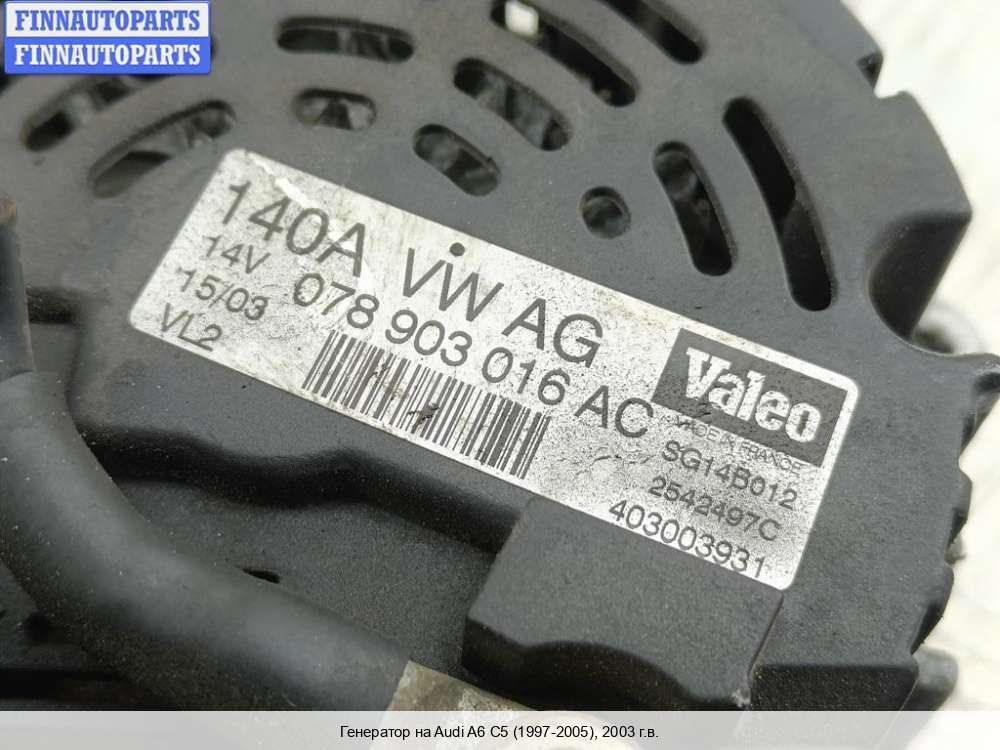 FINNAUTOPARTS
FINNAUTOPARTS
140A VW AG
14V 078 903 016 AC
15/03
VL2
Valeo
MADE IN FRANCE
SG14B012
2542497C
403003931
Генератор на Audi A6 C5 (1997-2005), 2003 г.в.